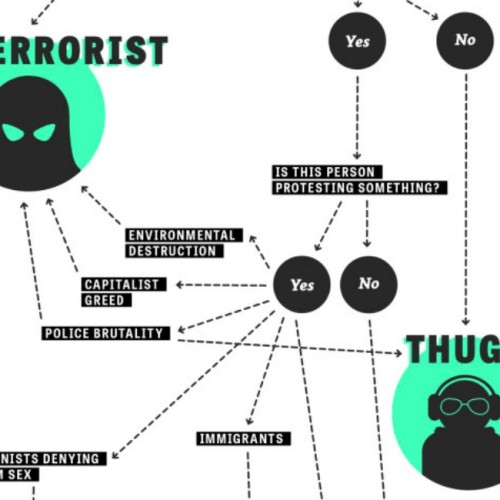 ERRORIST
Yes
No
IS THIS PERSON
PROTESTING SOMETHING?
ENVIRONMENTAL
DESTRUCTION
CAPITALIST
GREED
Yes
No
POLICE BRUTALITY
THUG
IMMIGRANTS
NISTS DENYING
M SEX